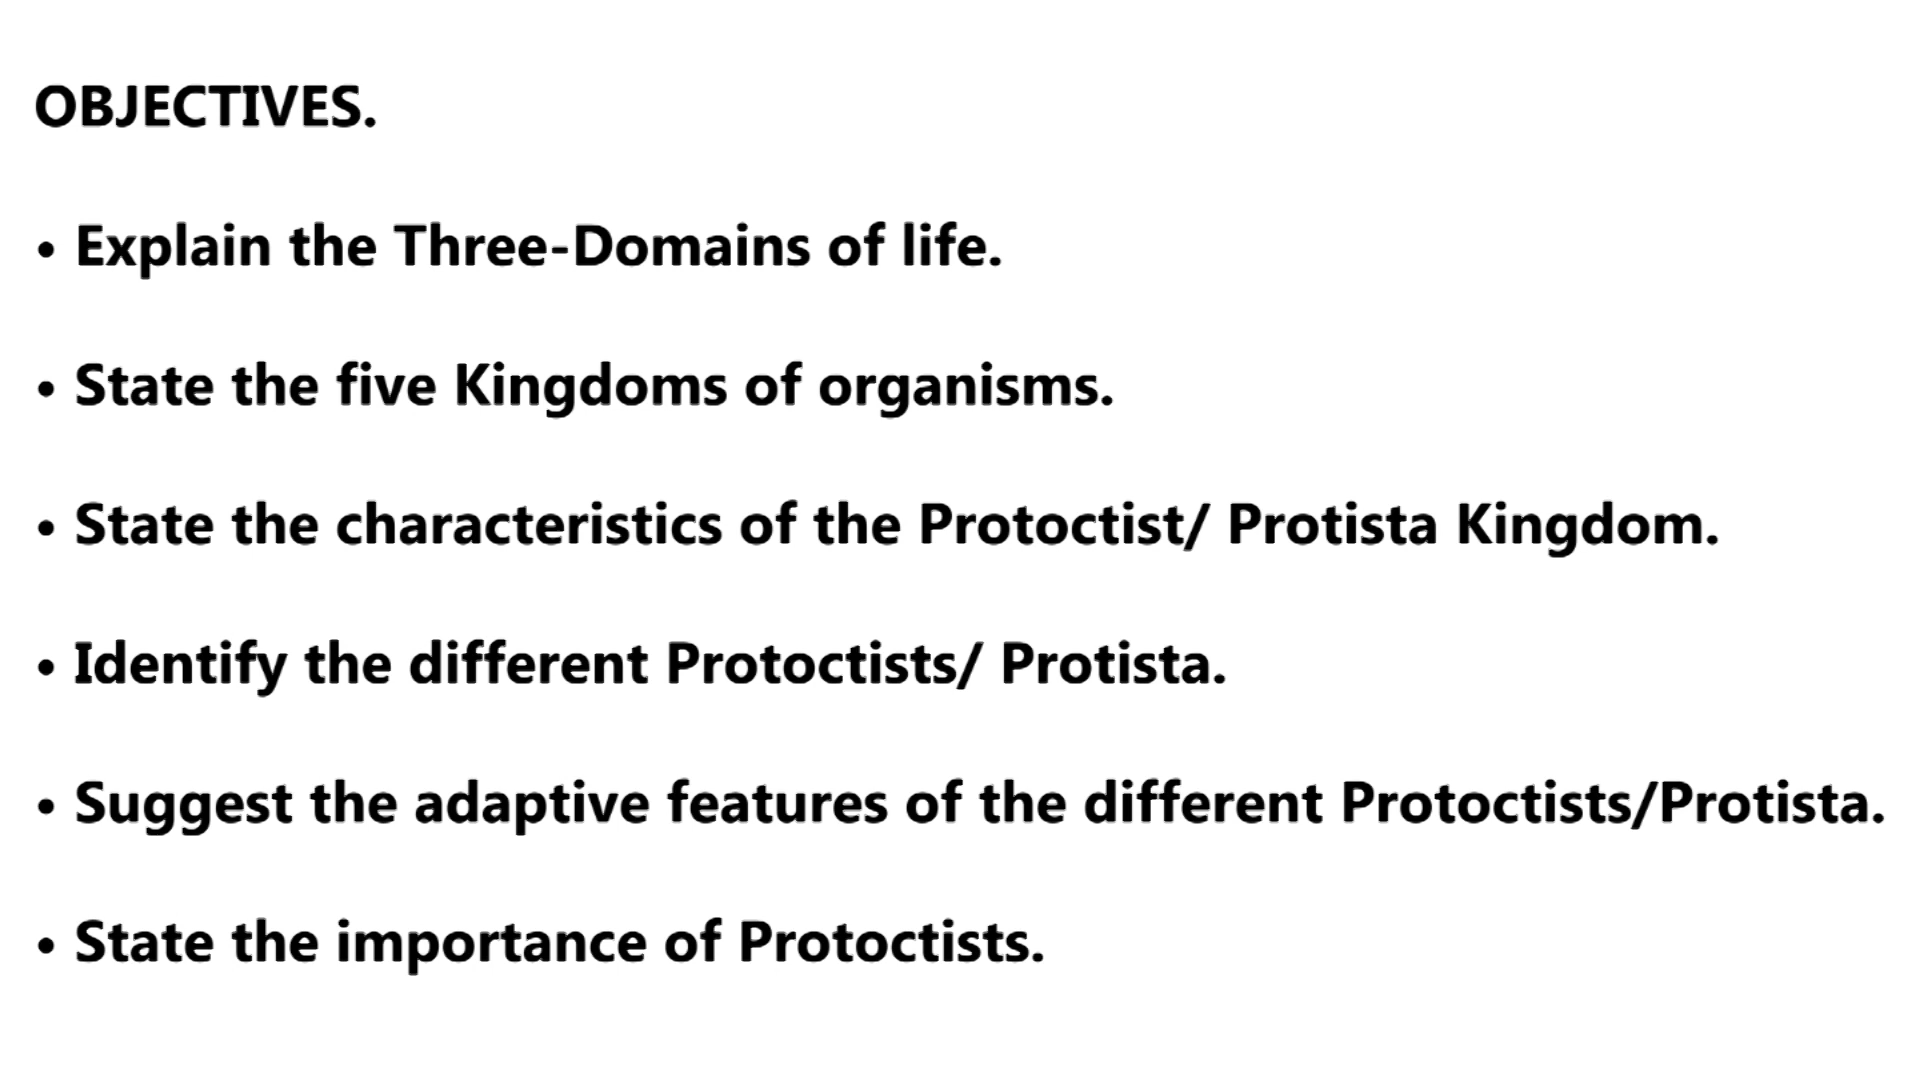 OBJECTIVES.
• Explain the Three-Domains of life.
• State the five Kingdoms of organisms.
• State the characteristics of the Protoctist/ Protista Kingdom.
• Identify the different Protoctists/ Protista.
• Suggest the adaptive features of the different Protoctists/Protista.
• State the importance of Protoctists.